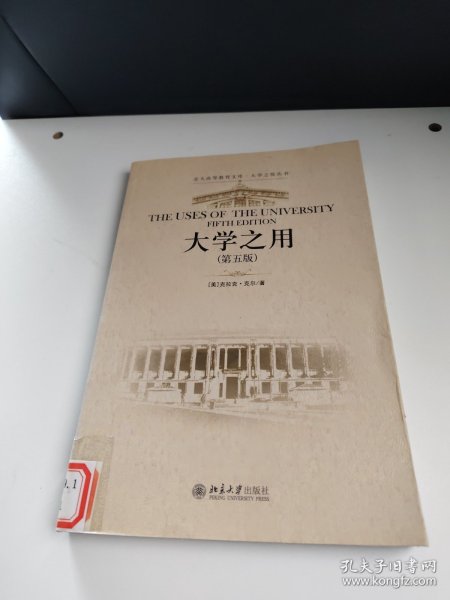 北大高等教育文库·大学之忧丛书
THE USES OF THE UNIVERSITY
FIFTH EDITION
大学之用
(第五版)
[美]克拉克·克尔/著
.1
北京大学出版社
PEKING UNIVERSITY PRESS
孔夫子旧书网
www.kongfz.com